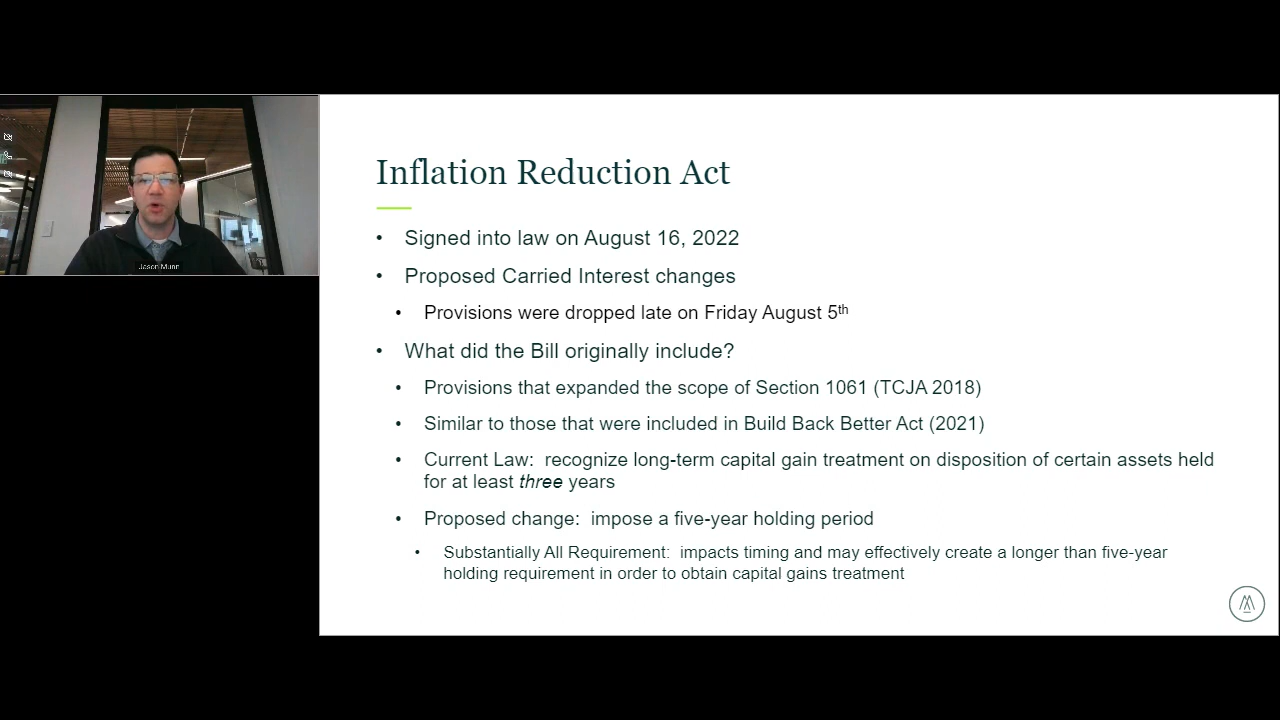 Inflation Reduction Act
• Signed into law on August 16, 2022
• Proposed Carried Interest changes
• Provisions were dropped late on Friday August 5th
• What did the Bill originally include?
• Provisions that expanded the scope of Section 1061 (TCJA 2018)
• Similar to those that were included in Build Back Better Act (2021)
• Current Law: recognize long-term capital gain treatment on disposition of certain assets held
for at least three years
• Proposed change: impose a five-year holding period
• Substantially All Requirement: impacts timing and may effectively create a longer than five-year
holding requirement in order to obtain capital gains treatment
Jason Munn